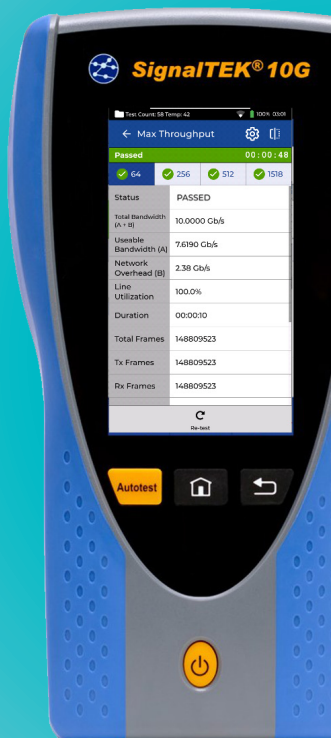 SignalTEK® 10G
Test Count: 58 Temp: 42 100% 03:01
← Max Throughput
Passed 00:00:48
64 256 512 1518
Status PASSED
Total Bandwidth (A + B) 10.0000 Gb/s
Useable Bandwidth (A) 7.6190 Gb/s
Network Overhead (B) 2.38 Gb/s
Line Utilization 100.0%
Duration 00:00:10
Total Frames 148809523
Tx Frames 148809523
Rx Frames 148809523
Re-test
Autotest